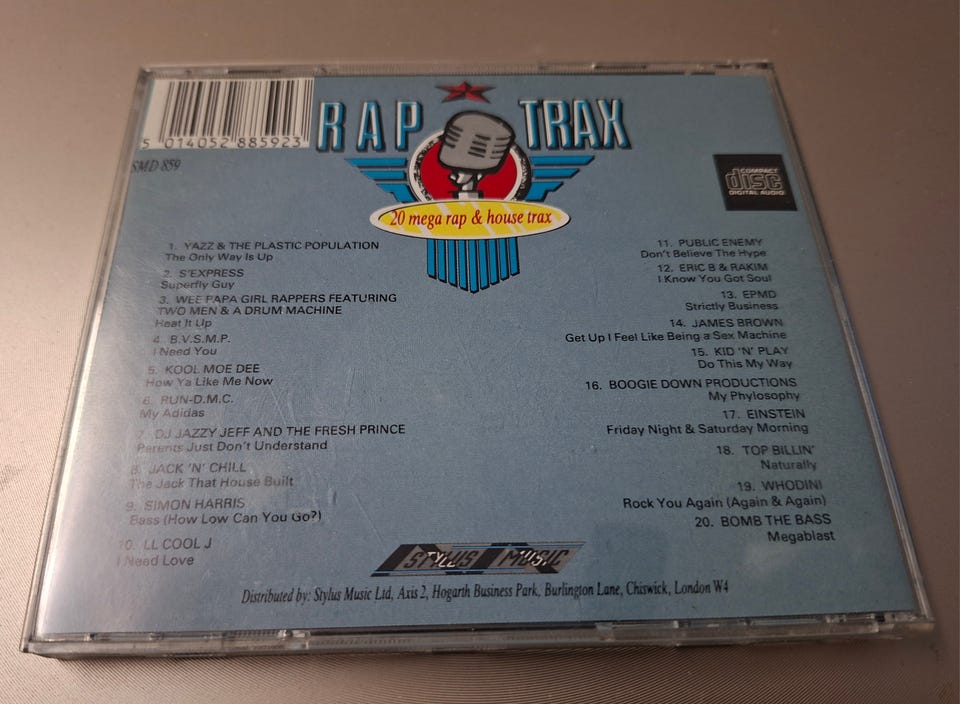 5 014052 885923
SMD 859
RAP TRAX
20 mega rap & house trax
COMPACT
disc
DIGITAL AUDIO
1. YAZZ & THE PLASTIC POPULATION
The Only Way Is Up
2. S'EXPRESS
Superfly Guy
3. WEE PAPA GIRL RAPPERS FEATURING
TWO MEN & A DRUM MACHINE
Heat It Up
4. B.V.S.M.P.
I Need You
5. KOOL MOE DEE
How Ya Like Me Now
6. RUN-D.M.C.
My Adidas
7. DJ JAZZY JEFF AND THE FRESH PRINCE
Parents Just Don't Understand
8. JACK 'N' CHILL
The Jack That House Built
9. SIMON HARRIS
Bass (How Low Can You Go?)
10. LL COOL J
I Need Love
11. PUBLIC ENEMY
Don't Believe The Hype
12. ERIC B & RAKIM
I Know You Got Soul
13. EPMD
Strictly Business
14. JAMES BROWN
Get Up I Feel Like Being a Sex Machine
15. KID 'N' PLAY
Do This My Way
16. BOOGIE DOWN PRODUCTIONS
My Phylosophy
17. EINSTEIN
Friday Night & Saturday Morning
18. TOP BILLIN'
Naturally
19. WHODINI
Rock You Again (Again & Again)
20. BOMB THE BASS
Megablast
STYLUS MUSIC
Distributed by: Stylus Music Ltd, Axis 2, Hogarth Business Park, Burlington Lane, Chiswick, London W4